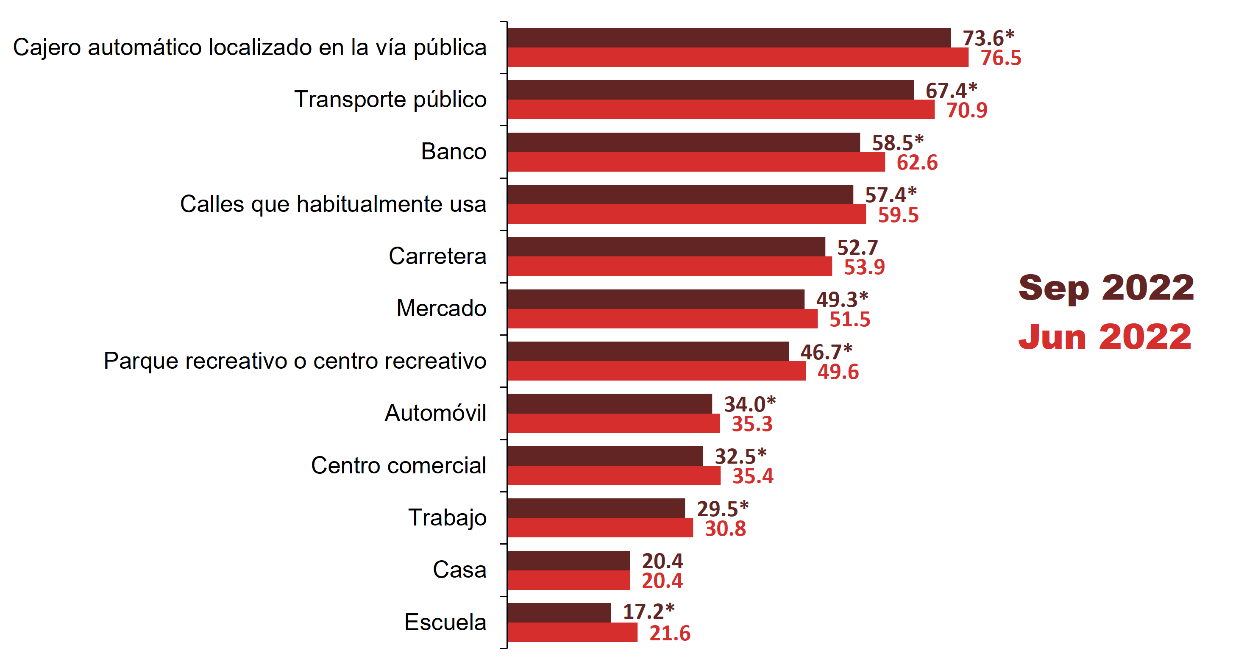 Cajero automático localizado en la vía pública
73.6*
76.5
Transporte público
67.4*
70.9
Banco
58.5*
62.6
Calles que habitualmente usa
57.4*
59.5
Carretera
52.7
53.9
Sep 2022
Jun 2022
Mercado
49.3*
51.5
Parque recreativo o centro recreativo
46.7*
49.6
Automóvil
34.0*
35.3
Centro comercial
32.5*
35.4
Trabajo
29.5*
30.8
Casa
20.4
20.4
Escuela
17.2*
21.6